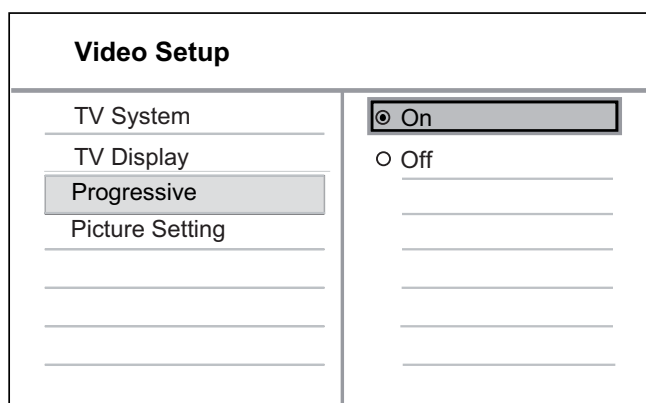 Video Setup
TV System
TV Display
Progressive
Picture Setting
On
Off